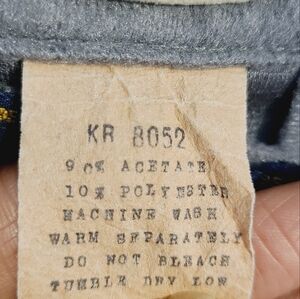 KR 8052
90% ACETATE
10% POLYESTER
MACHINE WASH
WARM SEPARATELY
DO NOT BLEACH
TUMBLE DRY LOW